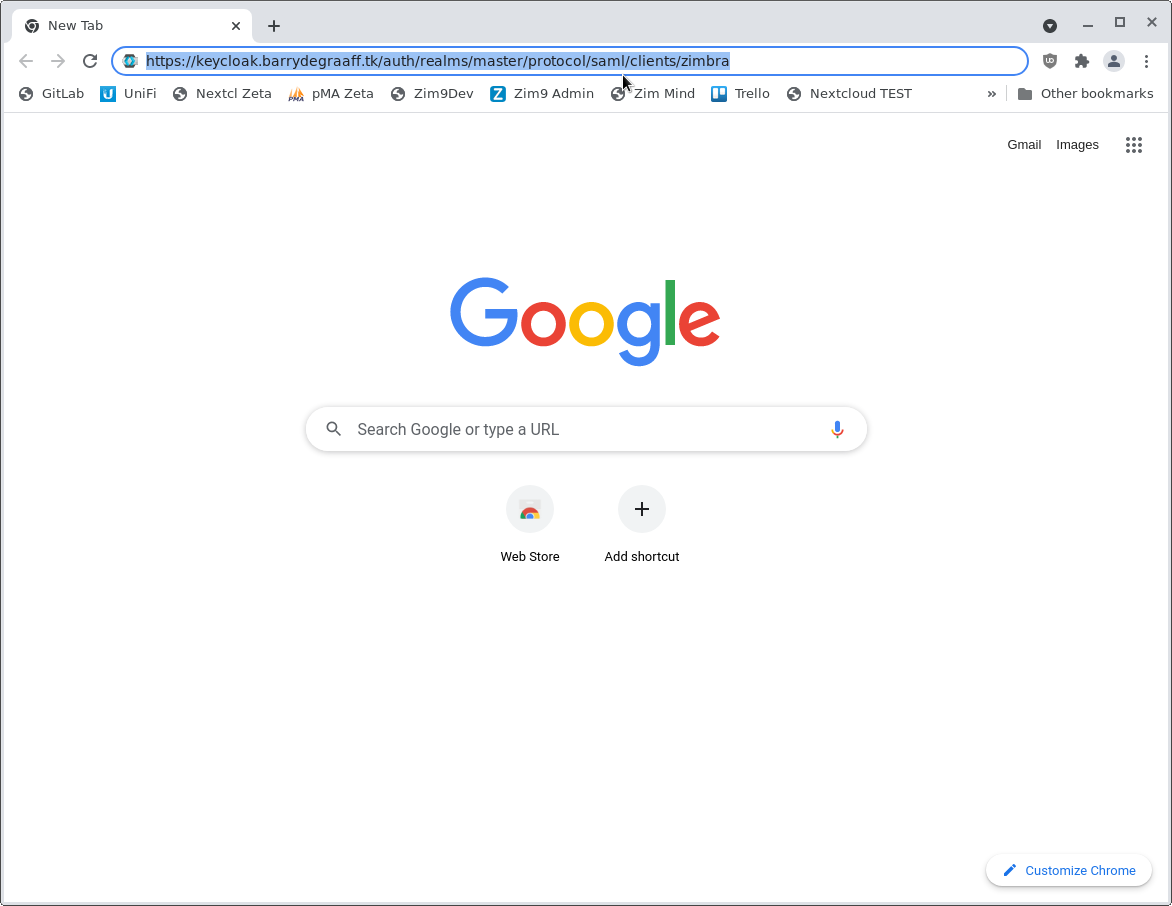 New Tab
https://keycloak.barrydegraaff.tk/auth/realms/master/protocol/saml/clients/zimbra
GitLab UniFi Nextcl Zeta pMA Zeta Zim9Dev Zim9 Admin Zim Mind Trello Nextcloud TEST » Other bookmarks
Gmail Images
Google
Search Google or type a URL
Web Store Add shortcut
Customize Chrome